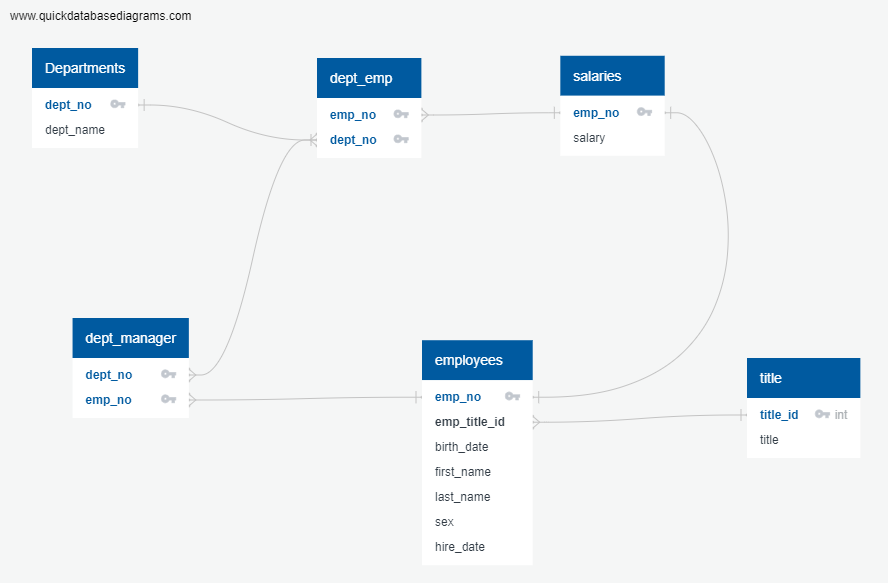 www.quickdatabasediagrams.com
Departments
dept_no
dept_name
dept_emp
emp_no
dept_no
salaries
emp_no
salary
dept_manager
dept_no
emp_no
employees
emp_no
emp_title_id
birth_date
first_name
last_name
sex
hire_date
title
title_id int
title